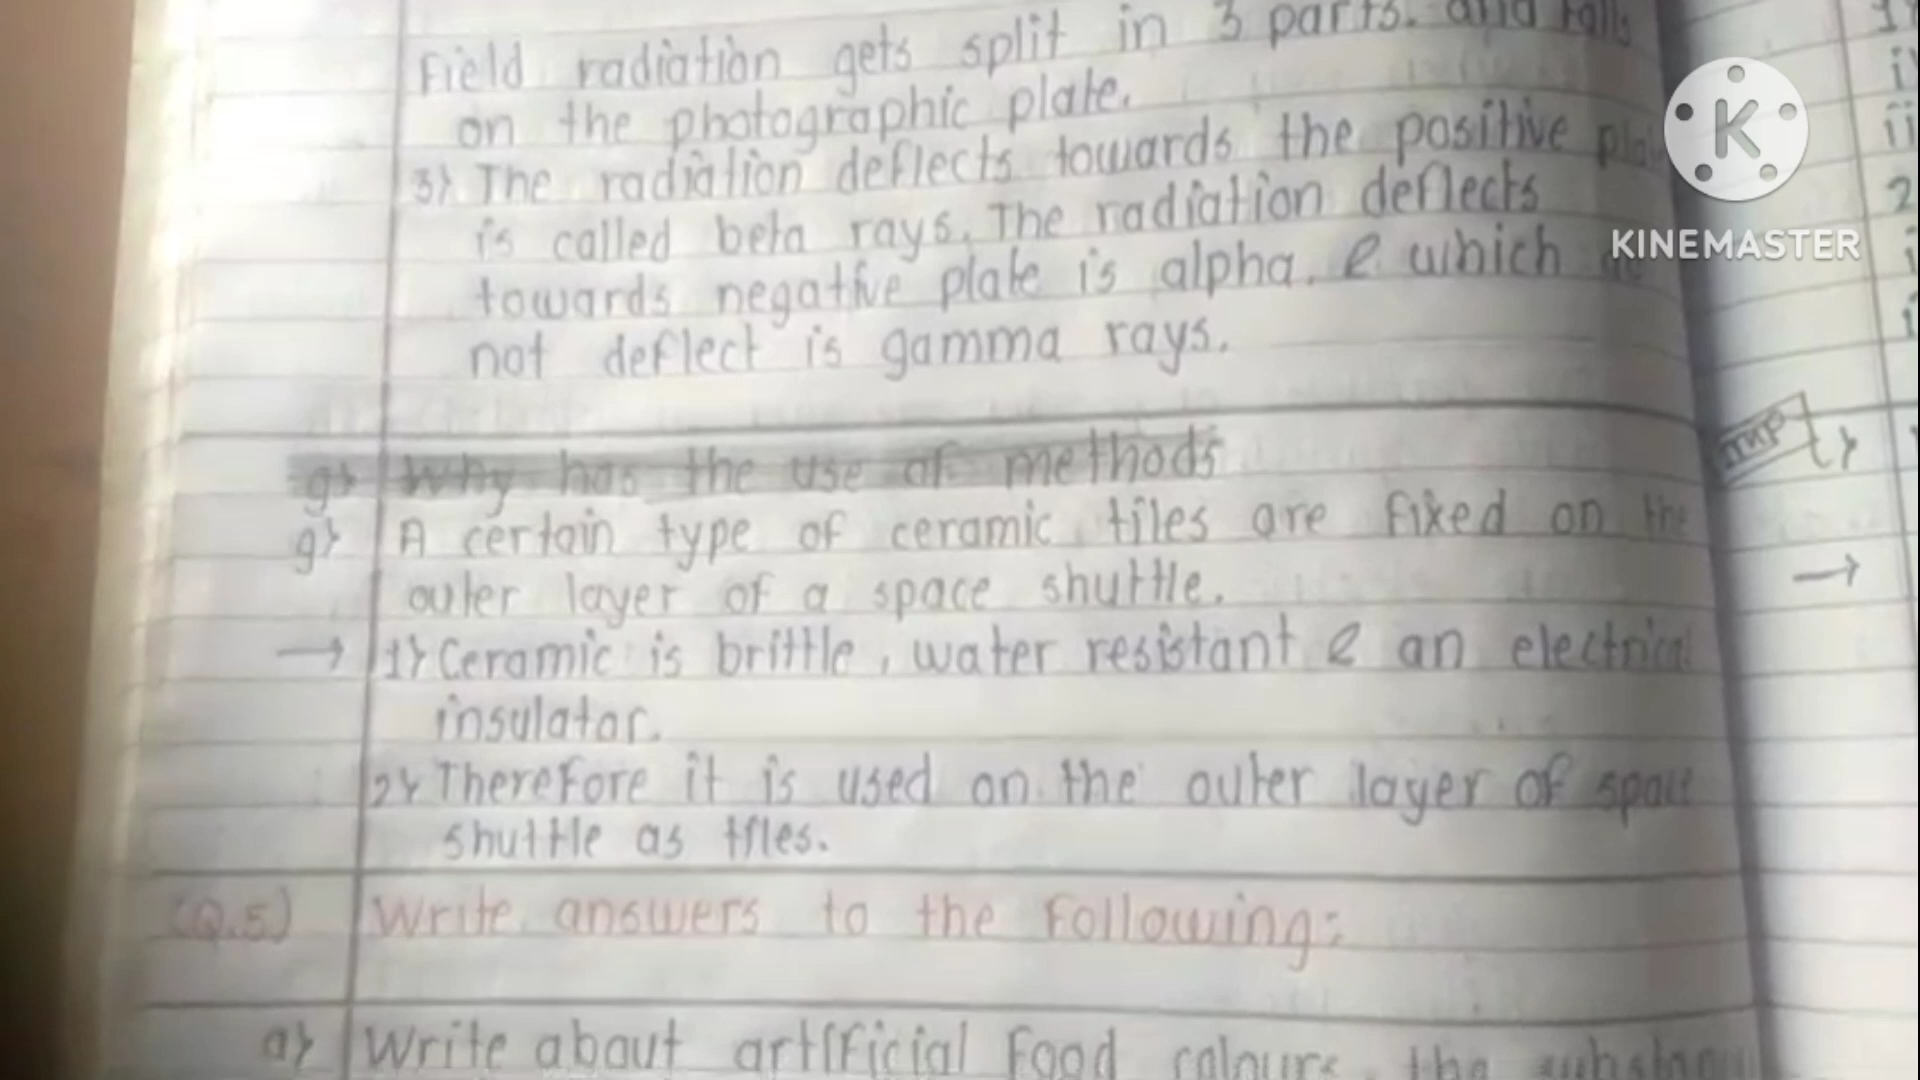 Field radiation gets split in 3 parts. and falls
on the photographic plate.
3) The radiation deflects towards the positive
is called beta rays. The radiation deflects
towards negative plate is alpha. & which
not deflect is gamma rays.
g) Why has the use of methods
g) A certain type of ceramic tiles are fixed on the
outer layer of a space shuttle.
→ 1) Ceramic is brittle, water resistant & an electrical
insulator.
2) Therefore it is used on the outer layer of space
shuttle as tiles.
(Q.5) Write answers to the following:
a) Write about artificial food colours, the
KINEMASTER
IMP
→